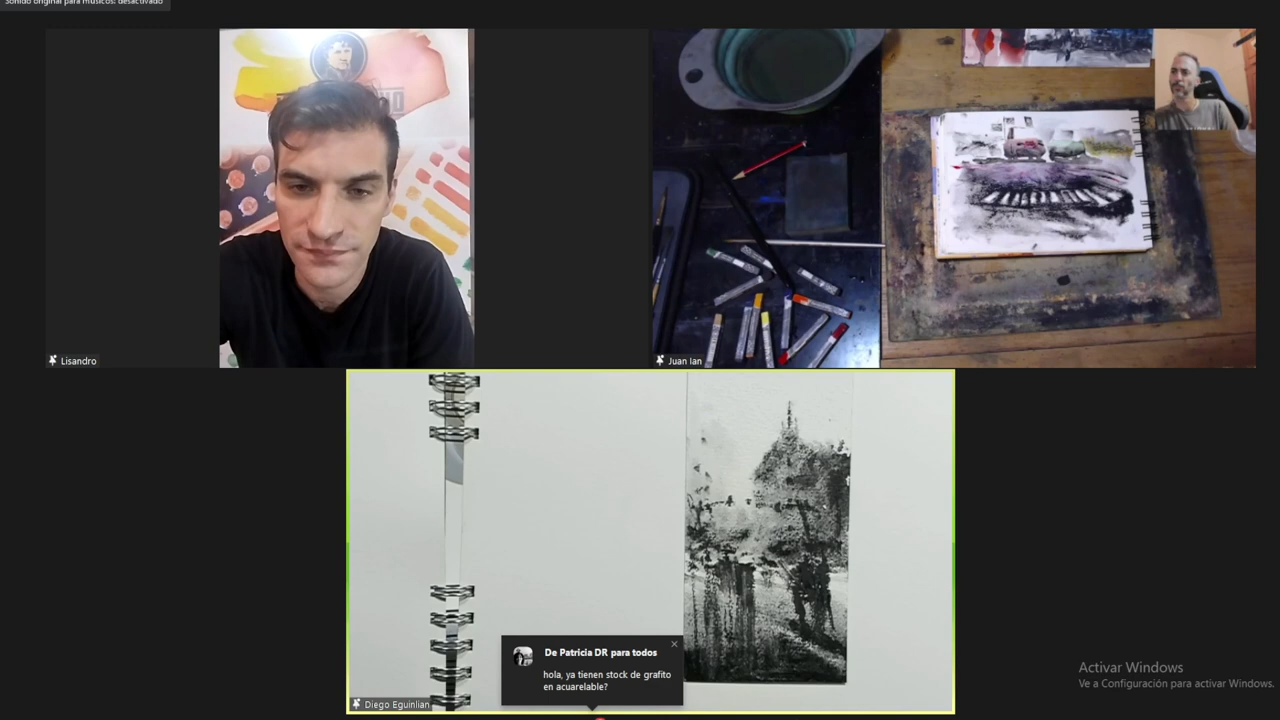 Sonido original para músicos: desactivado
Lisandro
Juan Ian
Diego Eguinlian
De Patricia DR para todos
hola, ya tienen stock de grafito
en acuarelable?
Activar Windows
Ve a Configuración para activar Windows.